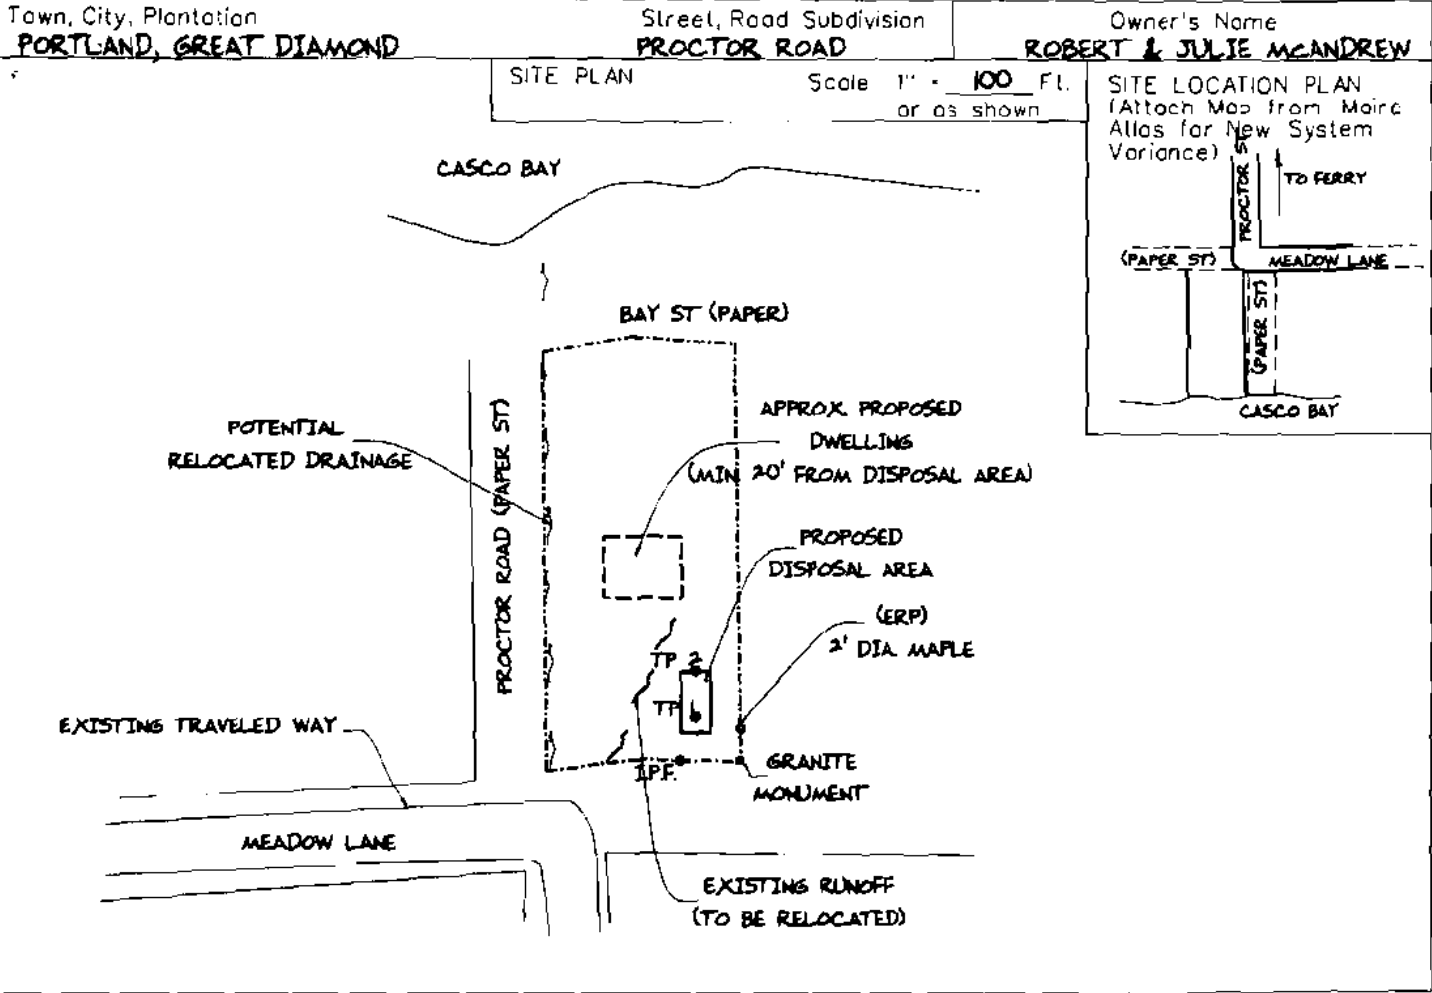 Town, City, Plantation
PORTLAND, GREAT DIAMOND
Street, Road Subdivision
PROCTOR ROAD
Owner's Name
ROBERT & JULIE MCANDREW
SITE PLAN
Scale 1" = 100 Ft.
or as shown
SITE LOCATION PLAN
(Attach Map from Maine
Atlas for New System
Variance)
PROCTOR ST
TO FERRY
(PAPER ST)
MEADOW LANE
(PAPER ST)
CASCO BAY
CASCO BAY
BAY ST (PAPER)
POTENTIAL
RELOCATED DRAINAGE
PROCTOR ROAD (PAPER ST)
APPROX. PROPOSED
DWELLING
(MIN 20' FROM DISPOSAL AREA)
PROPOSED
DISPOSAL AREA
(ERP)
2' DIA. MAPLE
TP 2
TP 1
EXISTING TRAVELED WAY
I.P.F.
GRANITE
MONUMENT
MEADOW LANE
EXISTING RUNOFF
(TO BE RELOCATED)